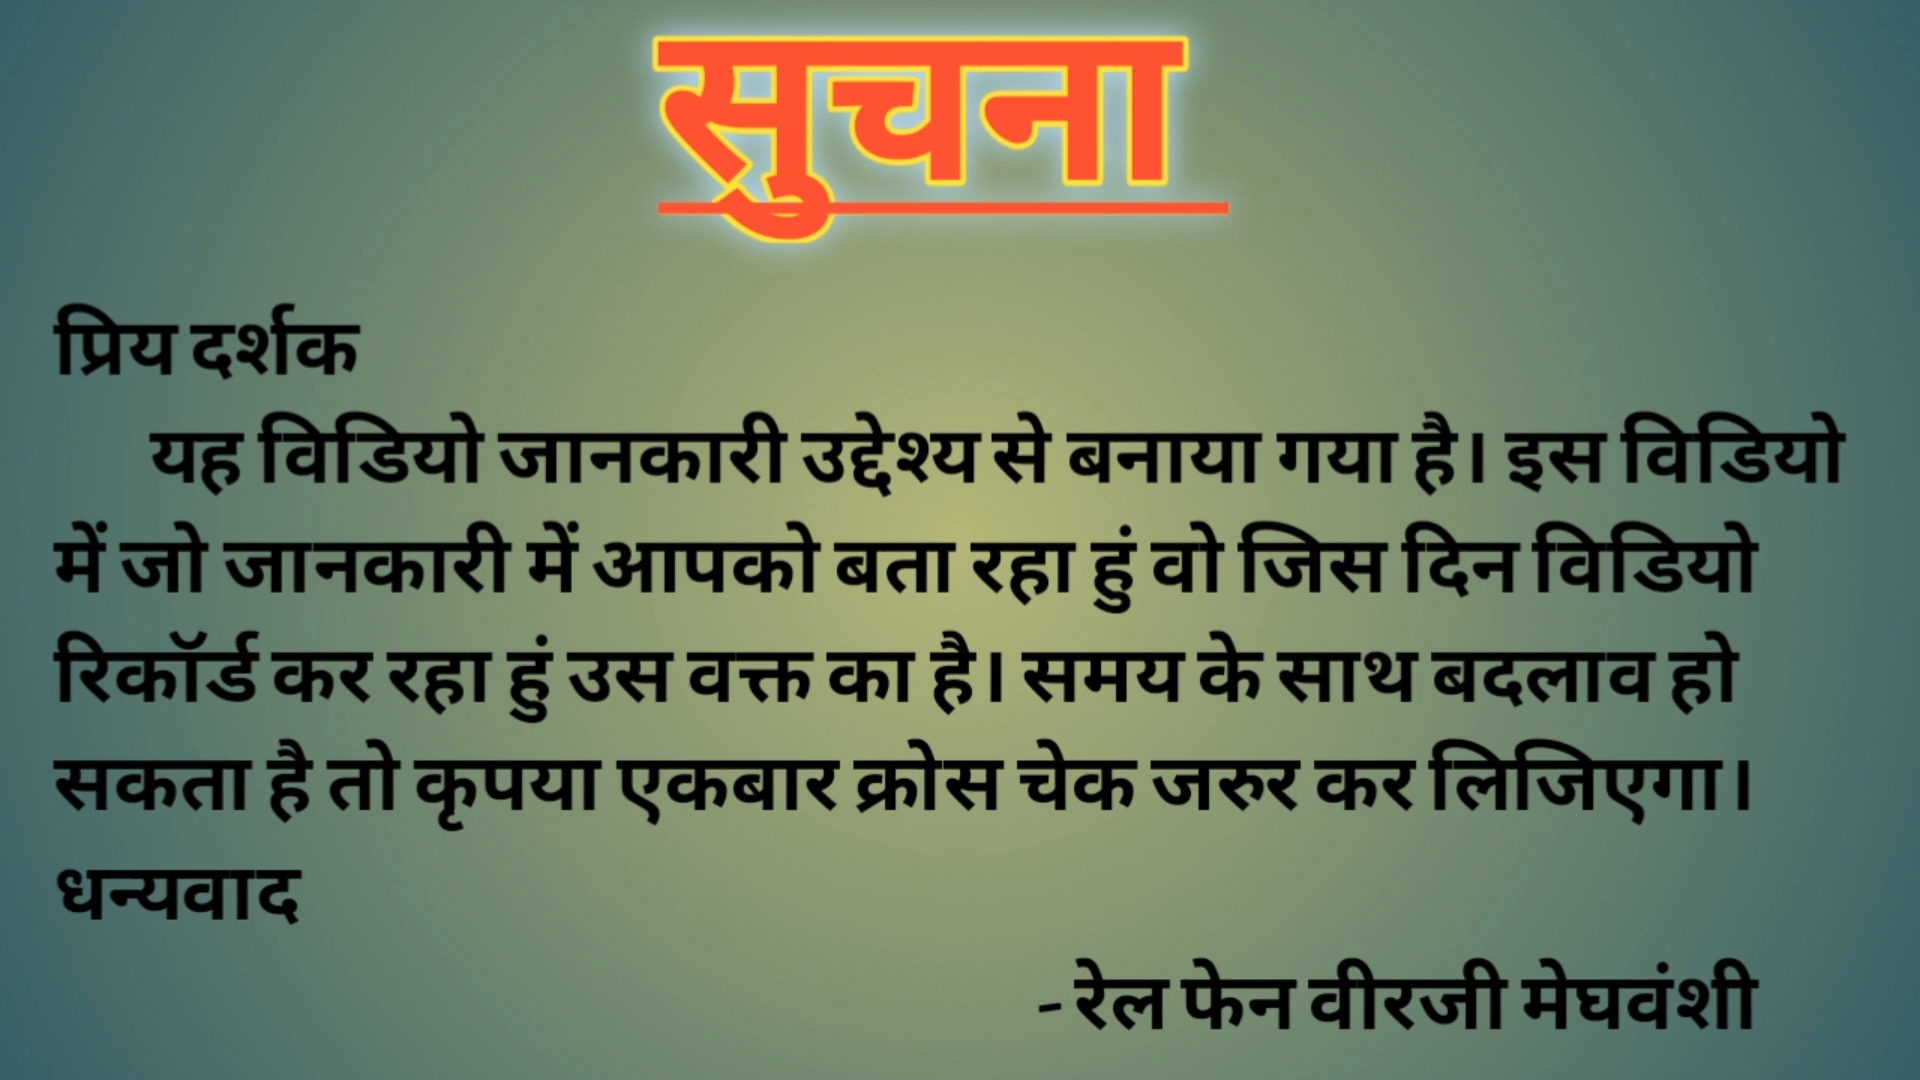 सुचना
प्रिय दर्शक
यह विडियो जानकारी उद्देश्य से बनाया गया है। इस विडियो
में जो जानकारी में आपको बता रहा हुं वो जिस दिन विडियो
रिकॉर्ड कर रहा हुं उस वक्त का है। समय के साथ बदलाव हो
सकता है तो कृपया एकबार क्रोस चेक जरुर कर लिजिएगा।
धन्यवाद
- रेल फेन वीरजी मेघवंशी